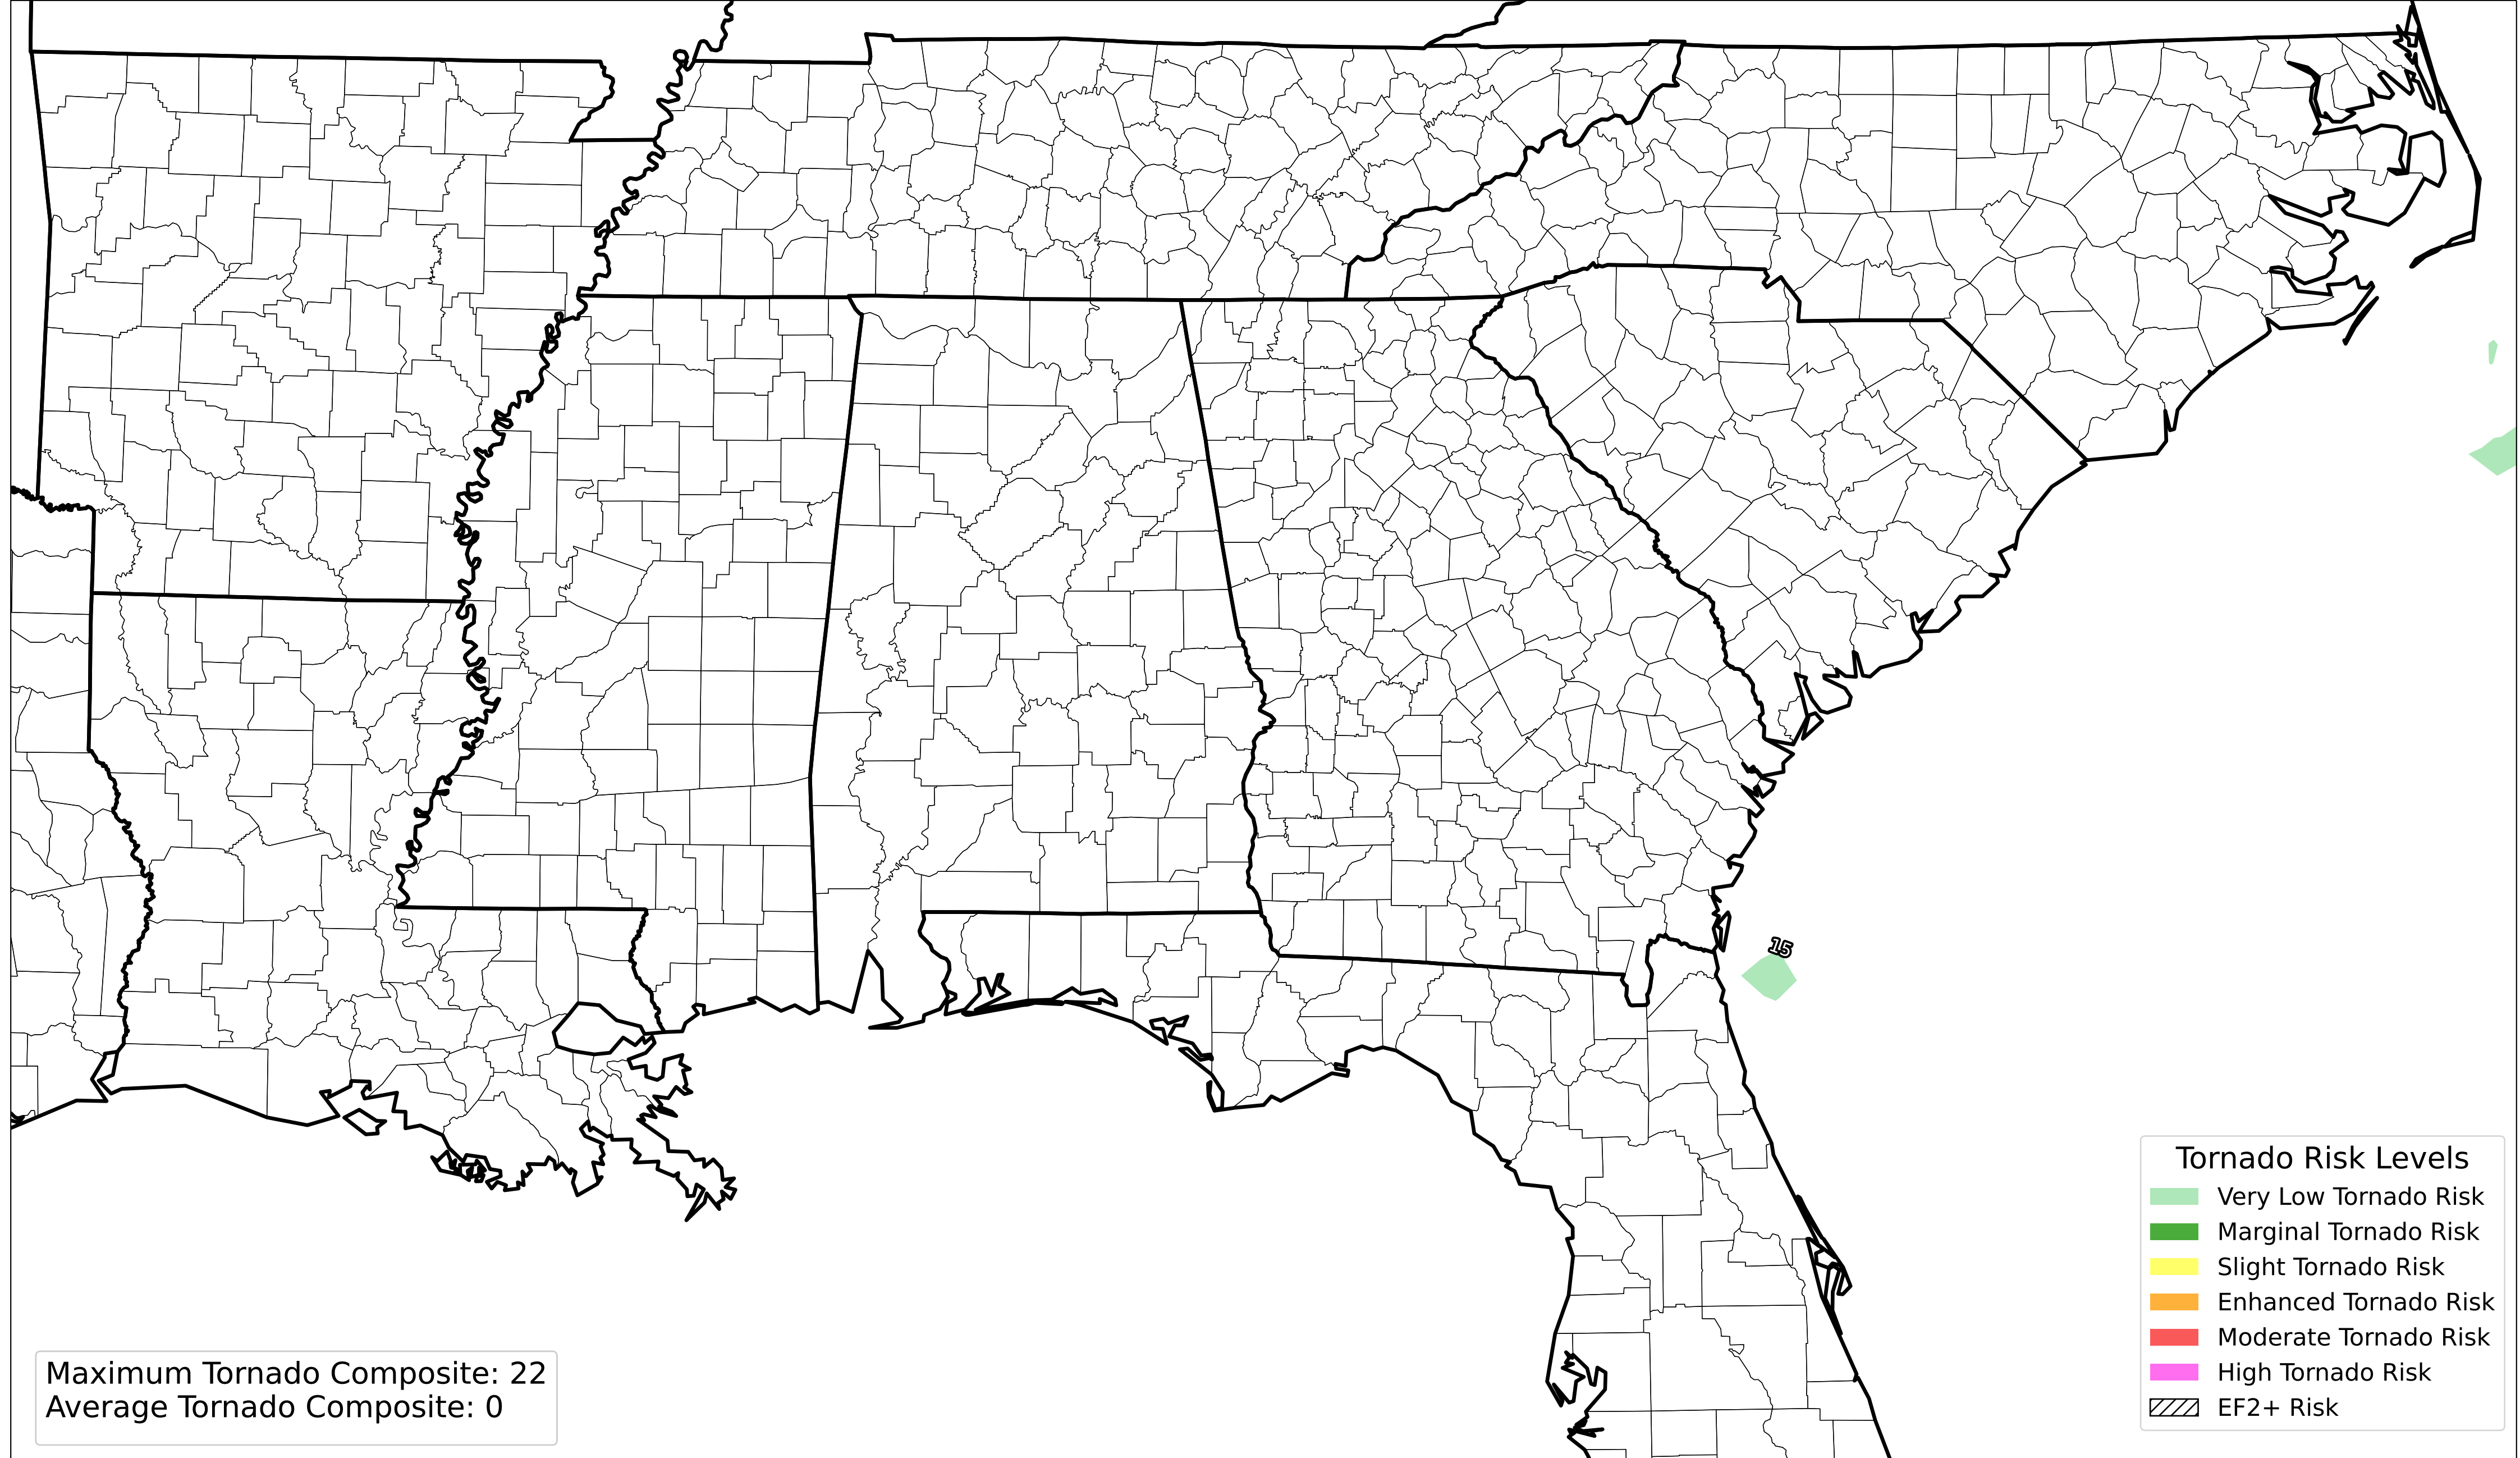 15
Tornado Risk Levels
Very Low Tornado Risk
Marginal Tornado Risk
Slight Tornado Risk
Enhanced Tornado Risk
Moderate Tornado Risk
High Tornado Risk
EF2+ Risk
Maximum Tornado Composite: 22
Average Tornado Composite: 0